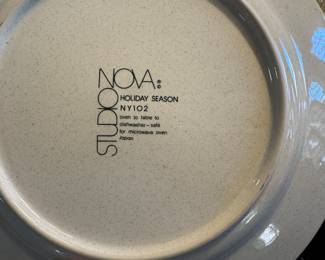 STUDIO NOVA®
HOLIDAY SEASON
NY102
oven to table to
dishwasher-safe
for microwave oven
Japan